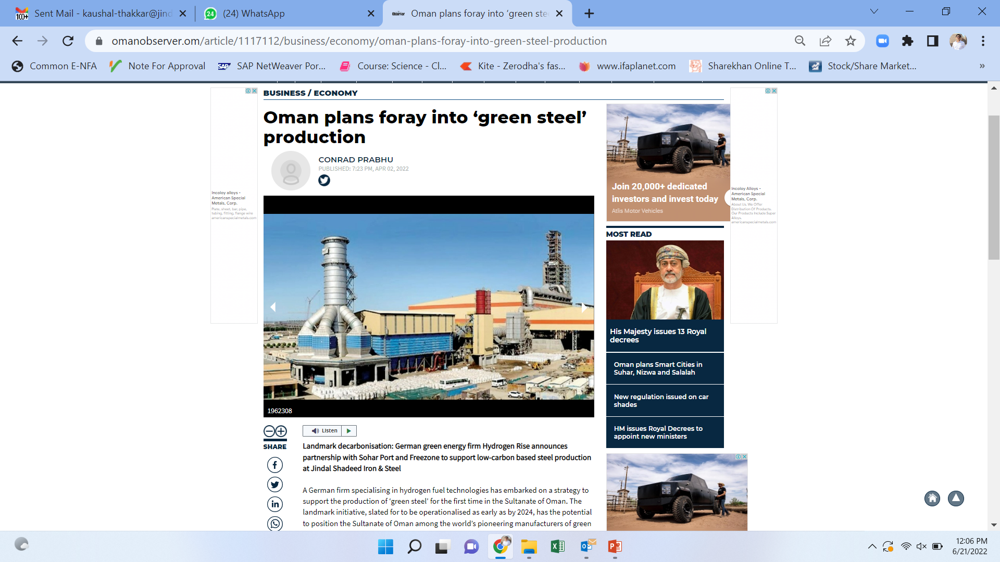 100+
Sent Mail - kaushal-thakkar@jind
24
(24) WhatsApp
Observer
Oman plans foray into ‘green ste
omanobserver.om/article/1117112/business/economy/oman-plans-foray-into-green-steel-production
Common E-NFA
Note For Approval
SAP
SAP NetWeaver Por...
Course: Science - Cl...
Kite - Zerodha's fas...
www.ifaplanet.com
Sharekhan Online T...
Stock/Share Market...
»
BUSINESS / ECONOMY
Oman plans foray into ‘green steel’
production
CONRAD PRABHU
PUBLISHED: 7:23 PM, APR 02, 2022
Incoloy alloys -
American Special
Metals, Corp.
Plate, sheet, bar, pipe,
tubing, fitting, flange wire
americanspecialmetals.com
1962308
Listen
SHARE
Landmark decarbonisation: German green energy firm Hydrogen Rise announces
partnership with Sohar Port and Freezone to support low-carbon based steel production
at Jindal Shadeed Iron & Steel
A German firm specialising in hydrogen fuel technologies has embarked on a strategy to
support the production of ‘green steel’ for the first time in the Sultanate of Oman. The
landmark initiative, slated for to be operationalised as early as by 2024, has the potential
to position the Sultanate of Oman among the world’s pioneering manufacturers of green
Join 20,000+ dedicated
investors and invest today
Atlis Motor Vehicles
MOST READ
His Majesty issues 13 Royal
decrees
Oman plans Smart Cities in
Suhar, Nizwa and Salalah
New regulation issued on car
shades
HM issues Royal Decrees to
appoint new ministers
Incoloy Alloys -
American Special
Metals, Corp.
About Us. We Offer
Distribution Of Products.
Our Products Include Super
Alloys.
americanspecialmetals.com
12:06 PM
6/21/2022